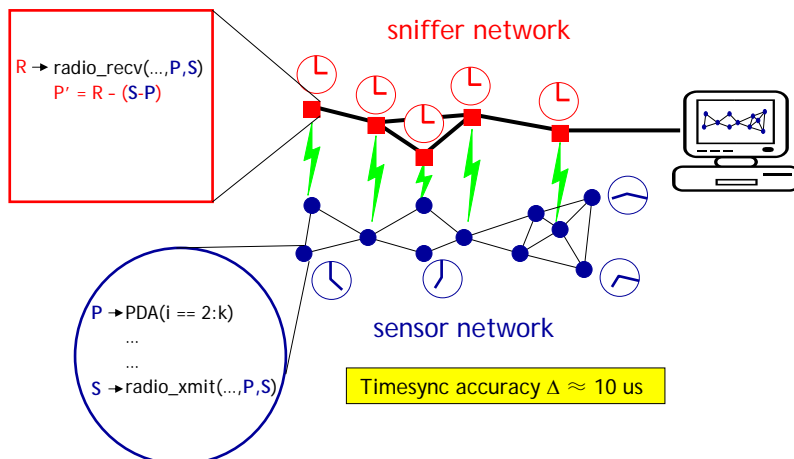 sniffer network
R → radio_recv(...,P,S)
P' = R - (S-P)
P → PDA(i == 2:k)
...
...
S → radio_xmit(...,P,S)
sensor network
Timesync accuracy Δ ≈ 10 us